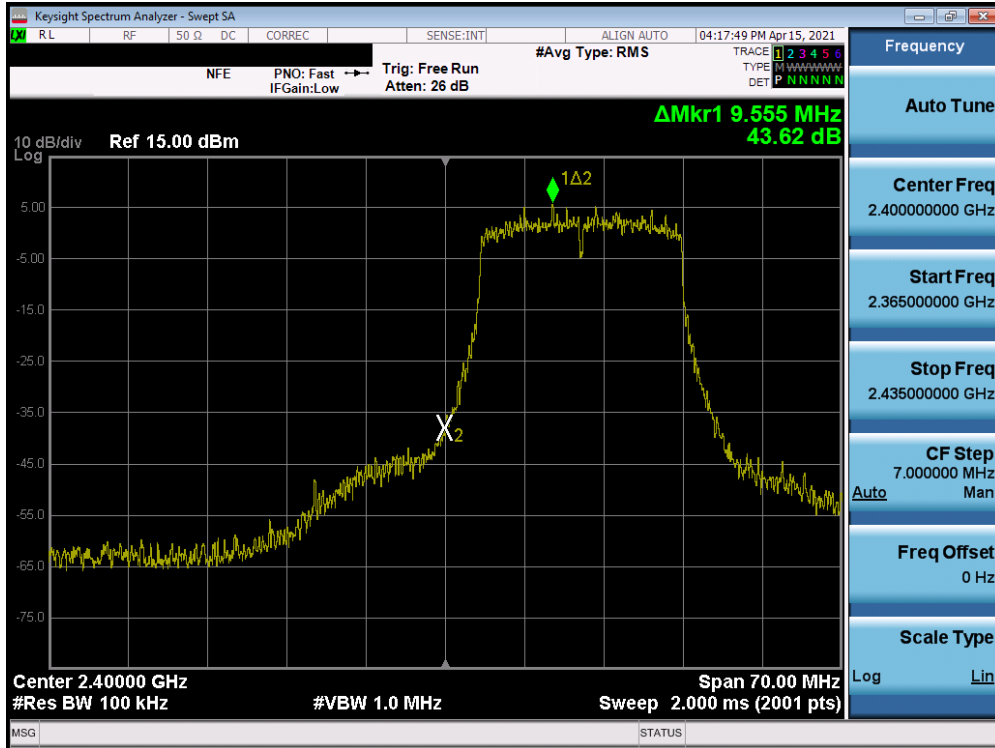 Keysight Spectrum Analyzer - Swept SA
LXI RL RF 50 Ω DC CORREC SENSE:INT ALIGN AUTO 04:17:49 PM Apr 15, 2021
#Avg Type: RMS TRACE 1 2 3 4 5 6
NFE PNO: Fast Trig: Free Run TYPE M W W W W W
IFGain:Low Atten: 26 dB DET P N N N N N
ΔMkr1 9.555 MHz
43.62 dB
10 dB/div Ref 15.00 dBm
Log
1Δ2
5.00
-5.00
-15.0
-25.0
-35.0
X2
-45.0
-55.0
-65.0
-75.0
Center 2.40000 GHz Span 70.00 MHz
#Res BW 100 kHz #VBW 1.0 MHz Sweep 2.000 ms (2001 pts)
MSG STATUS
Frequency
Auto Tune
Center Freq
2.400000000 GHz
Start Freq
2.365000000 GHz
Stop Freq
2.435000000 GHz
CF Step
7.000000 MHz
Auto Man
Freq Offset
0 Hz
Scale Type
Log Lin